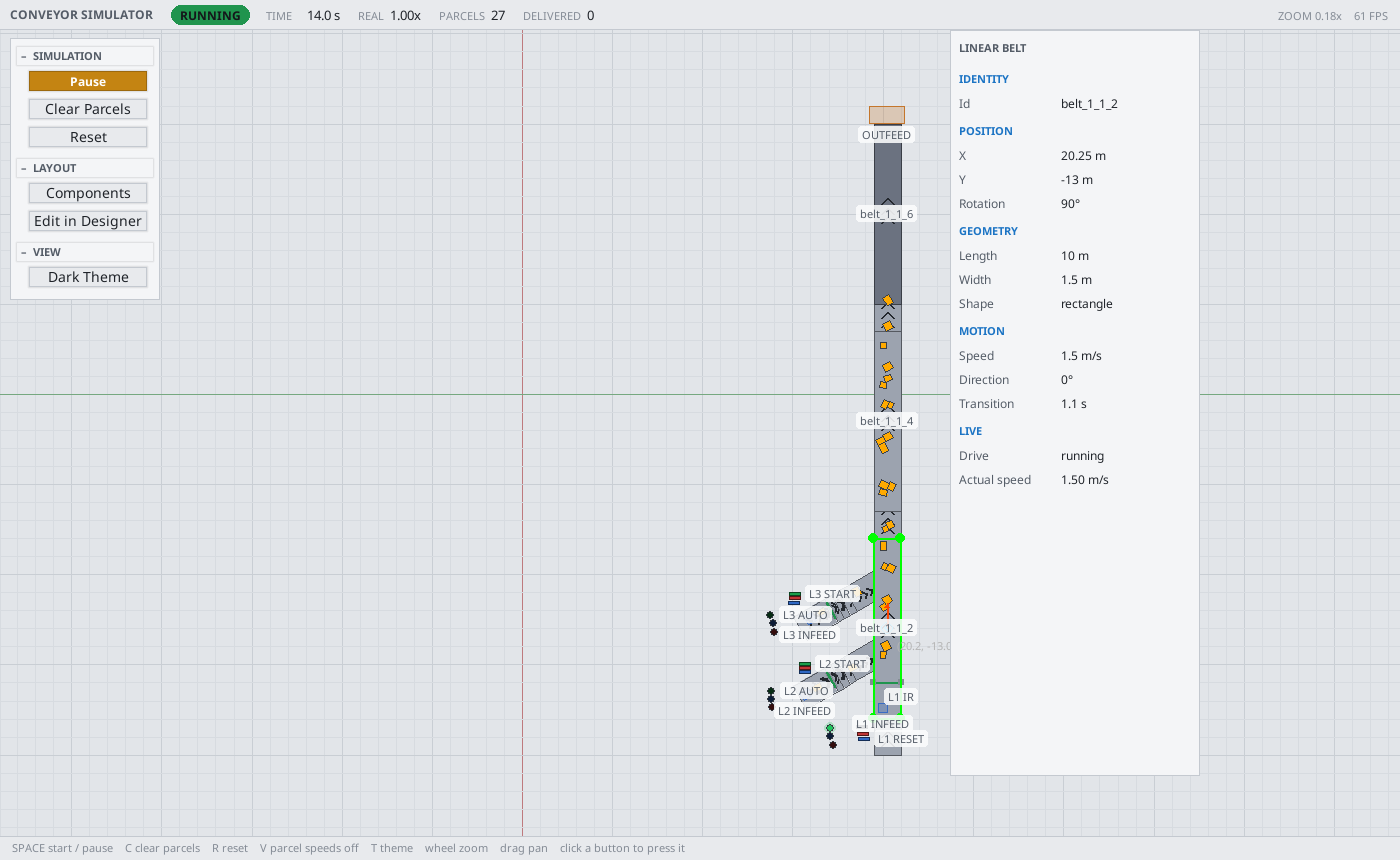 CONVEYOR SIMULATOR RUNNING TIME 14.0 s REAL 1.00x PARCELS 27 DELIVERED 0 ZOOM 0.18x 61 FPS
− SIMULATION
Pause
Clear Parcels
Reset
− LAYOUT
Components
Edit in Designer
− VIEW
Dark Theme
OUTFEED
belt_1_1_6
belt_1_1_4
L3 START
L3 AUTO
L3 INFEED
belt_1_1_2
20.2, -13.0
L2 START
L2 AUTO
L1 IR
L2 INFEED
L1 INFEED
L1 RESET
LINEAR BELT
IDENTITY
Id belt_1_1_2
POSITION
X 20.25 m
Y -13 m
Rotation 90°
GEOMETRY
Length 10 m
Width 1.5 m
Shape rectangle
MOTION
Speed 1.5 m/s
Direction 0°
Transition 1.1 s
LIVE
Drive running
Actual speed 1.50 m/s
SPACE start / pause C clear parcels R reset V parcel speeds off T theme wheel zoom drag pan click a button to press it